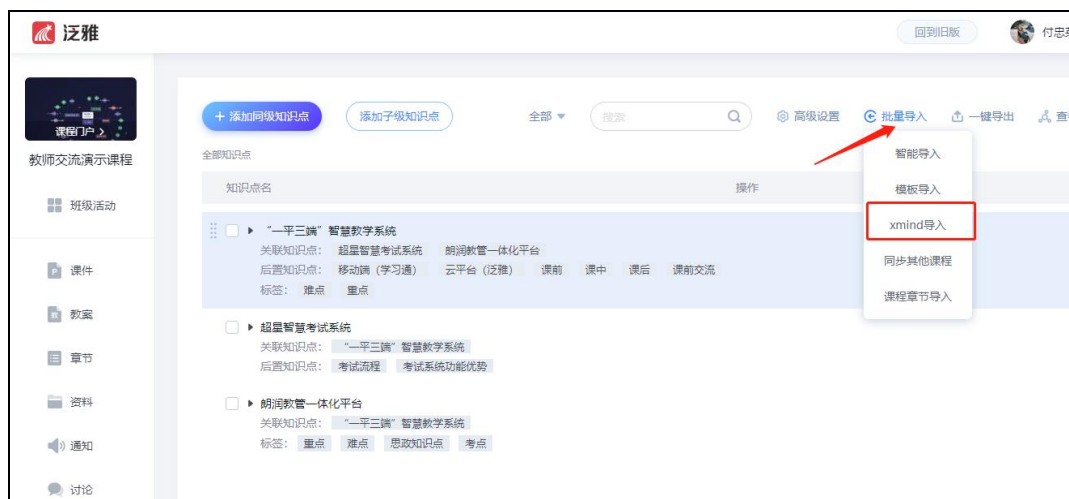 泛雅
回到旧版
付忠
课程门户
教师交流演示课程
班级活动
课件
教案
章节
资料
通知
讨论
+ 添加同级知识点
添加子级知识点
全部
搜索
高级设置
批量导入
一键导出
查
全部知识点
知识点名
操作
智能导入
模板导入
xmind导入
同步其他课程
课程章节导入
“一平三端”智慧教学系统
关联知识点： 超星智慧考试系统 朗润教管一体化平台
后置知识点： 移动端（学习通） 云平台（泛雅） 课前 课中 课后 课前交流
标签： 难点 重点
超星智慧考试系统
关联知识点： “一平三端”智慧教学系统
后置知识点： 考试流程 考试系统功能优势
朗润教管一体化平台
关联知识点： “一平三端”智慧教学系统
标签： 重点 难点 思政知识点 考点